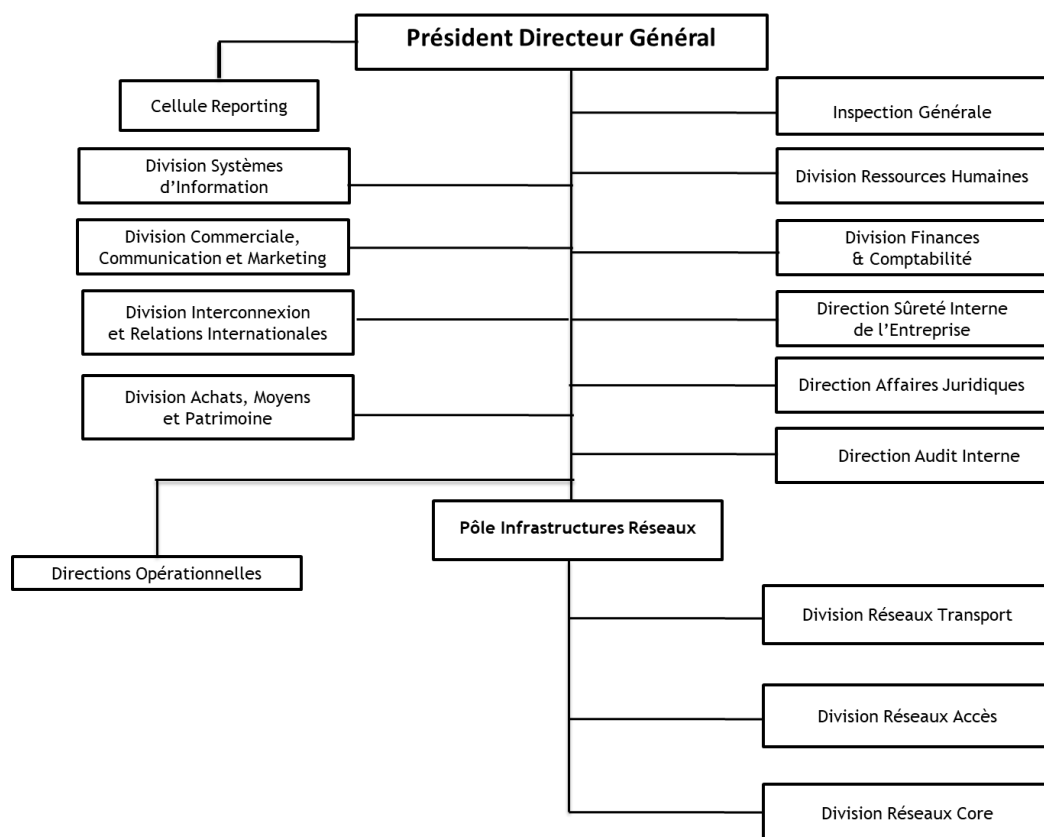 Président Directeur Général
Cellule Reporting
Inspection Générale
Division Systèmes
d’Information
Division Ressources Humaines
Division Commerciale,
Communication et Marketing
Division Finances
& Comptabilité
Division Interconnexion
et Relations Internationales
Direction Sûreté Interne
de l’Entreprise
Division Achats, Moyens
et Patrimoine
Direction Affaires Juridiques
Direction Audit Interne
Pôle Infrastructures Réseaux
Directions Opérationnelles
Division Réseaux Transport
Division Réseaux Accès
Division Réseaux Core